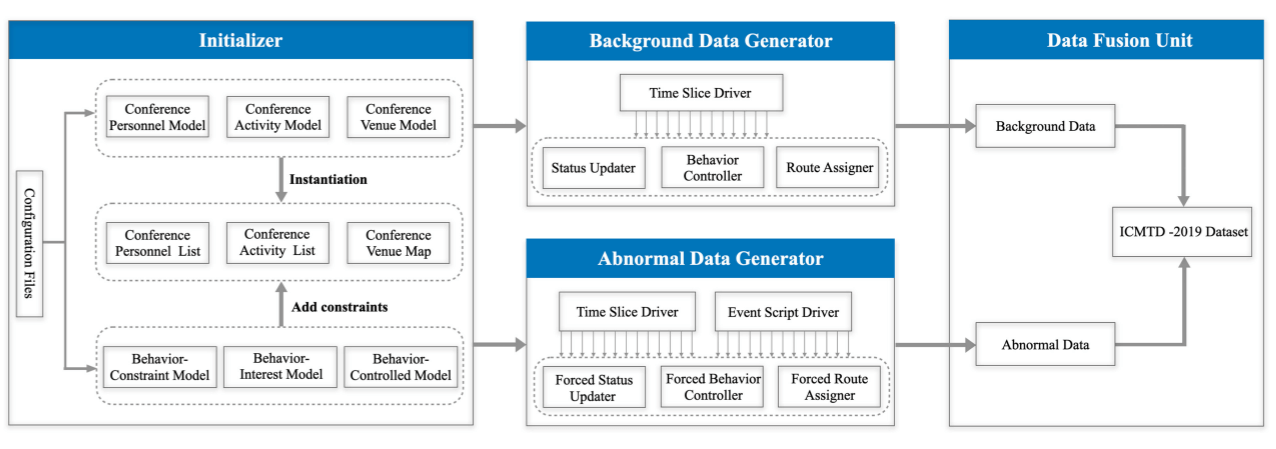 Initializer
Configuration Files
Conference
Personnel Model
Conference
Activity Model
Conference
Venue Model
Instantiation
Conference
Personnel List
Conference
Activity List
Conference
Venue Map
Add constraints
Behavior-
Constraint Model
Behavior-
Interest Model
Behavior-
Controlled Model
Background Data Generator
Time Slice Driver
Status Updater
Behavior
Controller
Route Assigner
Abnormal Data Generator
Time Slice Driver
Event Script Driver
Forced Status
Updater
Forced Behavior
Controller
Forced Route
Assigner
Data Fusion Unit
Background Data
ICMTD -2019 Dataset
Abnormal Data